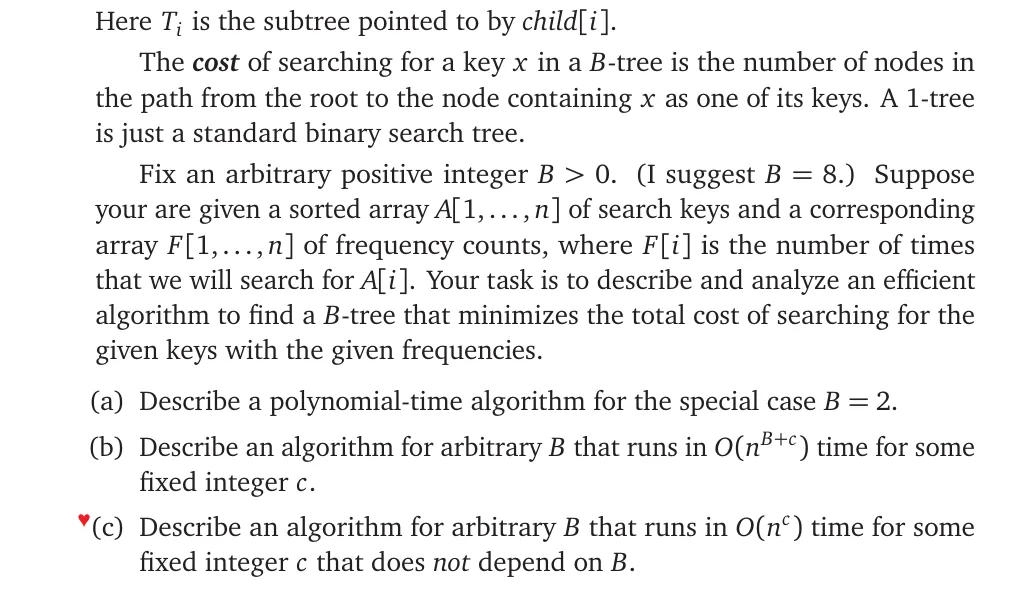 Here T_i is the subtree pointed to by child[i].
The cost of searching for a key x in a B-tree is the number of nodes in
the path from the root to the node containing x as one of its keys. A 1-tree
is just a standard binary search tree.
Fix an arbitrary positive integer B > 0. (I suggest B = 8.) Suppose
your are given a sorted array A[1,...,n] of search keys and a corresponding
array F[1,...,n] of frequency counts, where F[i] is the number of times
that we will search for A[i]. Your task is to describe and analyze an efficient
algorithm to find a B-tree that minimizes the total cost of searching for the
given keys with the given frequencies.
(a) Describe a polynomial-time algorithm for the special case B = 2.
(b) Describe an algorithm for arbitrary B that runs in O(n^{B+c}) time for some
fixed integer c.
♥(c) Describe an algorithm for arbitrary B that runs in O(n^c) time for some
fixed integer c that does not depend on B.